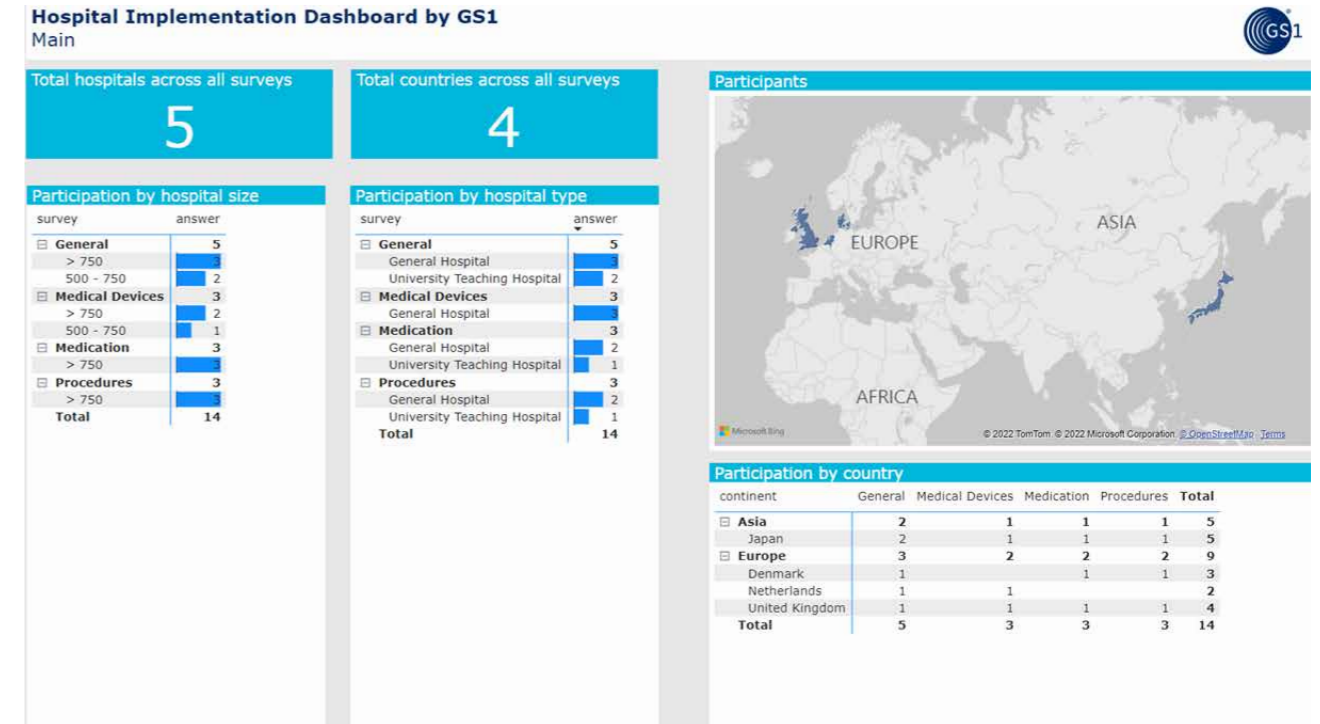 Hospital Implementation Dashboard by GS1
Main
GS1
Total hospitals across all surveys
5
Total countries across all surveys
4
Participation by hospital size
survey answer
General 5
> 750 3
500 - 750 2
Medical Devices 3
> 750 2
500 - 750 1
Medication 3
> 750 3
Procedures 3
> 750 3
Total 14
Participation by hospital type
survey answer
General 5
General Hospital 3
University Teaching Hospital 2
Medical Devices 3
General Hospital 3
Medication 3
General Hospital 2
University Teaching Hospital 1
Procedures 3
General Hospital 2
University Teaching Hospital 1
Total 14
Participants
EUROPE
ASIA
AFRICA
Microsoft Bing
© 2022 TomTom © 2022 Microsoft Corporation © OpenStreetMap Terms
Participation by country
continent General Medical Devices Medication Procedures Total
Asia 2 1 1 1 5
Japan 2 1 1 1 5
Europe 3 2 2 2 9
Denmark 1 1 1 3
Netherlands 1 1 2
United Kingdom 1 1 1 1 4
Total 5 3 3 3 14